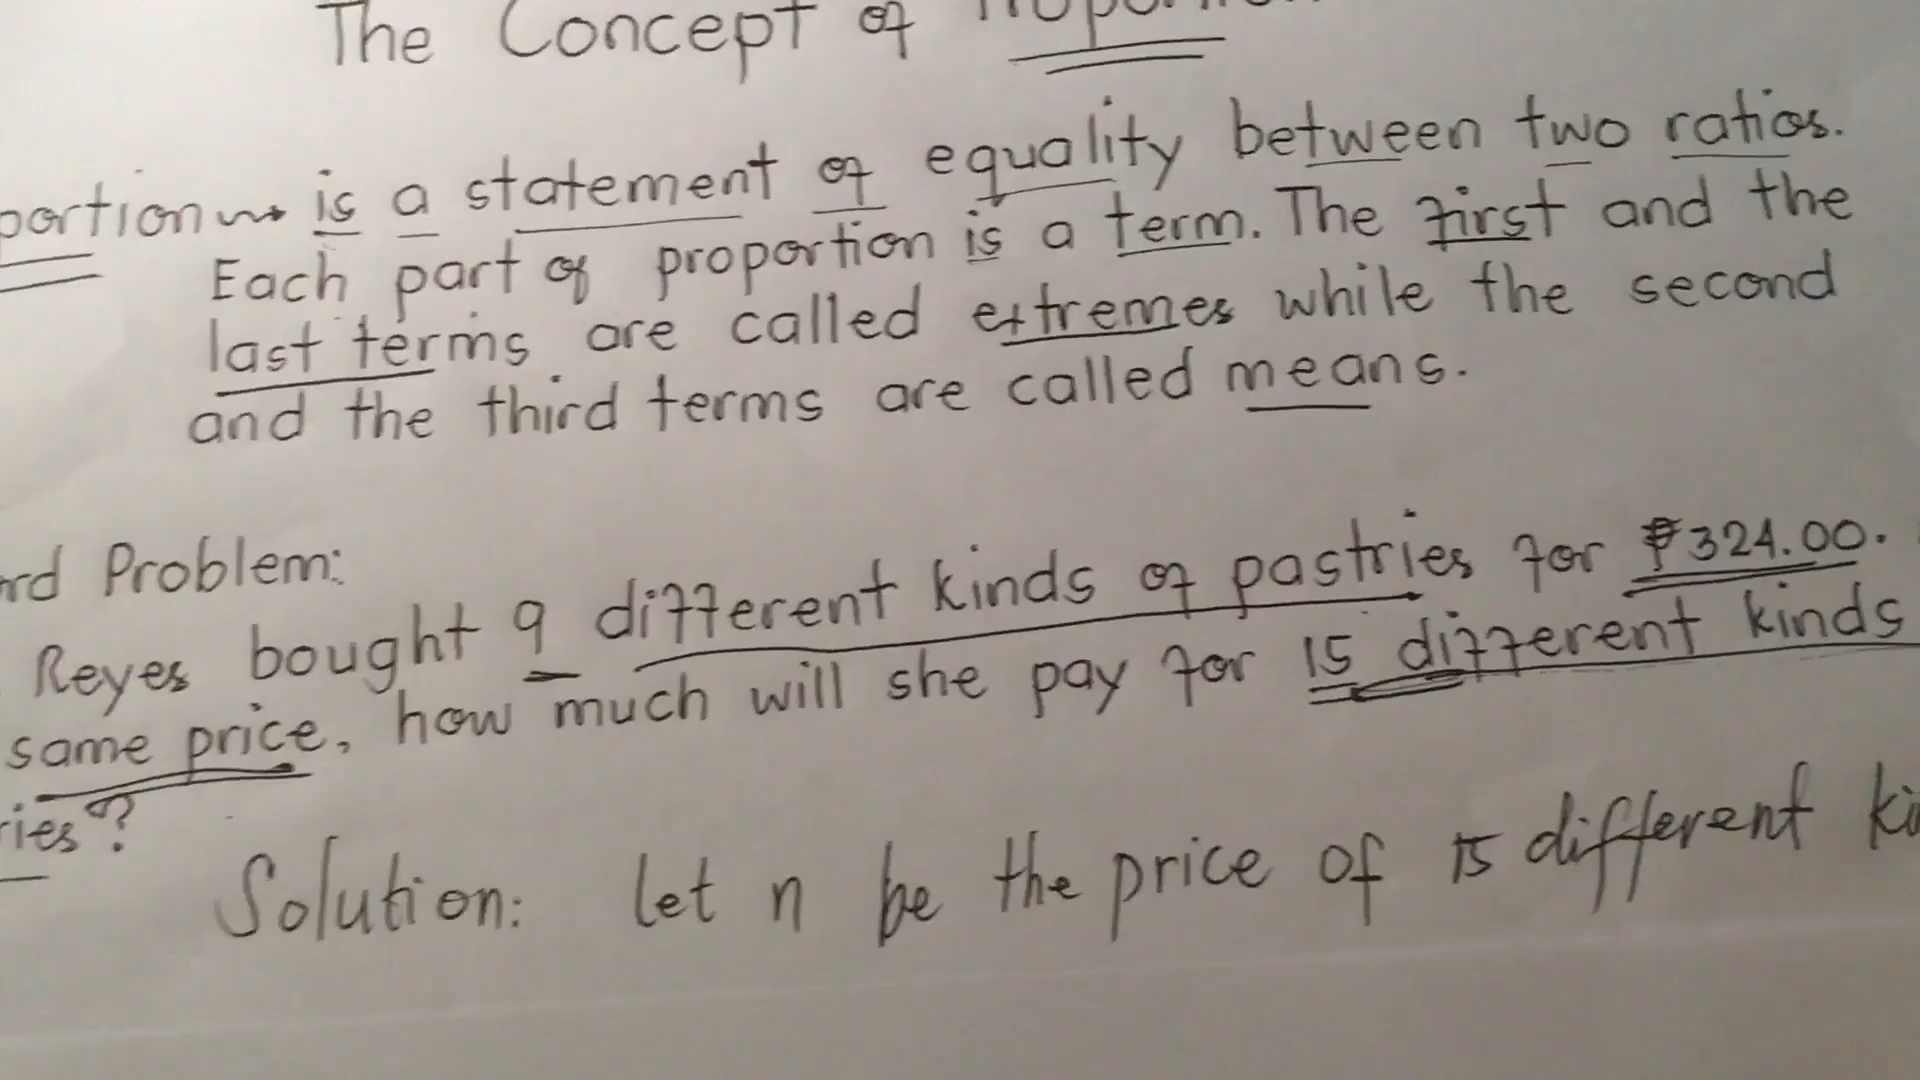 The Concept of
portion is a statement of equality between two ratios.
Each part of proportion is a term. The first and the
last terms are called extremes while the second
and the third terms are called means.
rd Problem:
Reyes bought 9 different kinds of pastries for ₱324.00.
same price, how much will she pay for 15 different kinds
ries?
Solution: let n be the price of 15 different ki